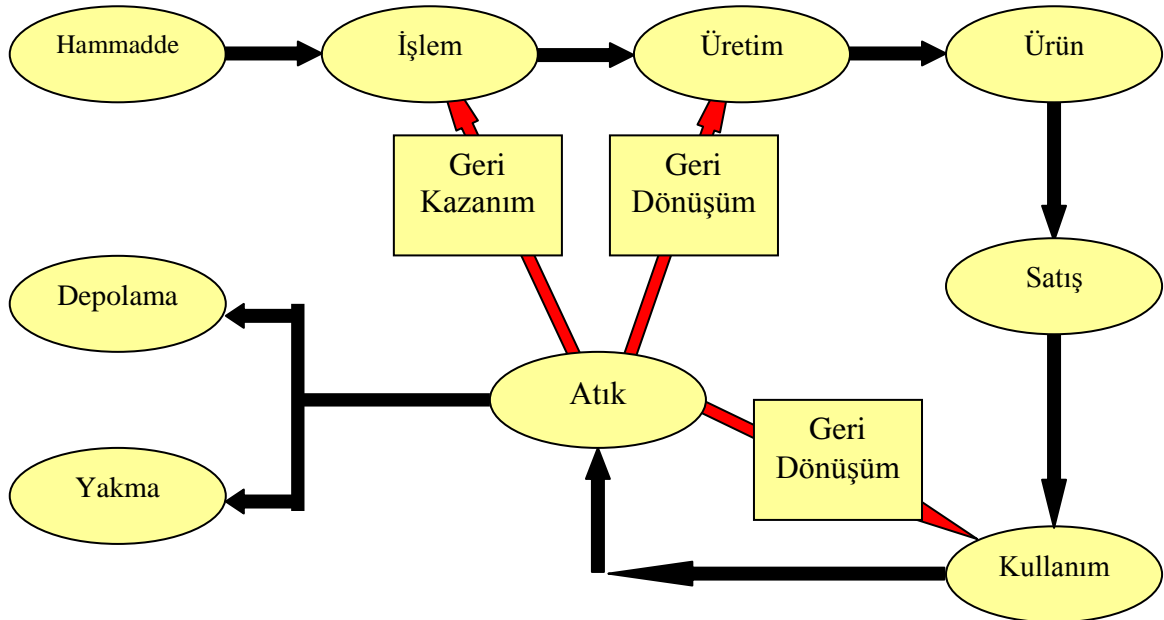 Hammadde
İşlem
Üretim
Ürün
Geri
Kazanım
Geri
Dönüşüm
Depolama
Satış
Atık
Geri
Dönüşüm
Yakma
Kullanım